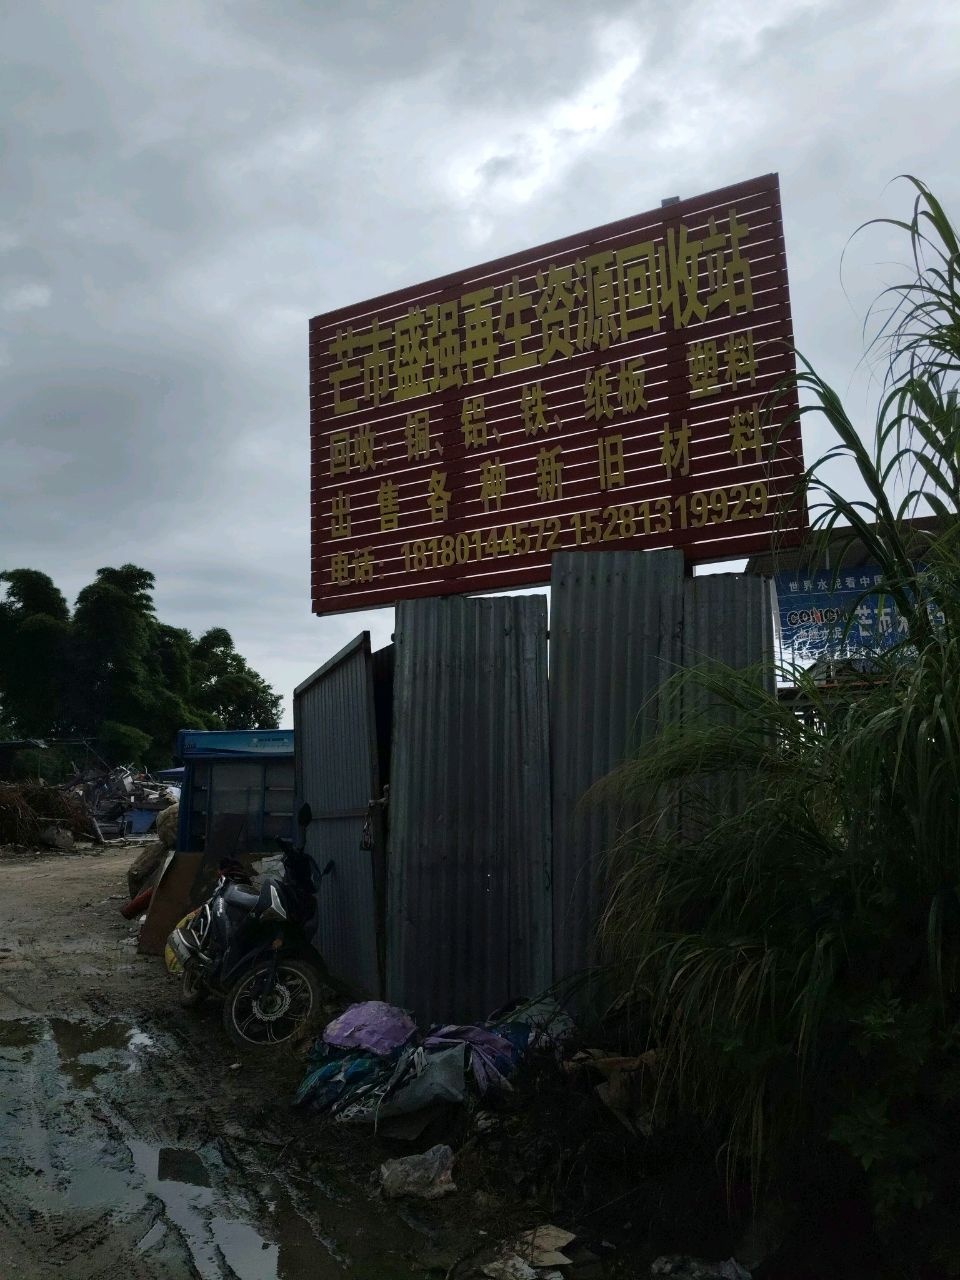 芒市盛强再生资源回收站
回收：铜、铝、铁、纸板 塑料
出售各种新旧材料
电话：18180144572 15281319929
世界水泥看中国
CONCH
芒市